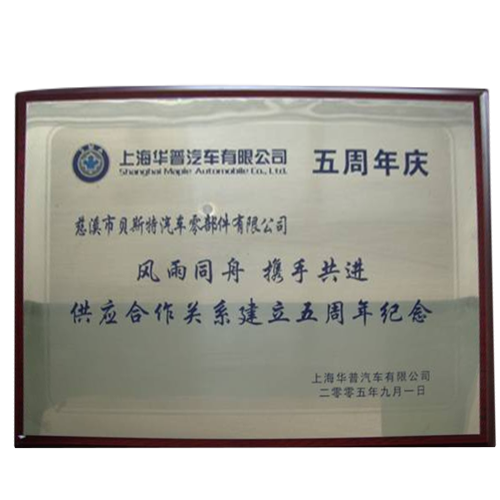 上海华普汽车有限公司 五周年庆
Shanghai Maple Automobile Co., Ltd.
慈溪市贝斯特汽车零部件有限公司
风雨同舟 携手共进
供应合作关系建立五周年纪念
上海华普汽车有限公司
二零零五年九月一日